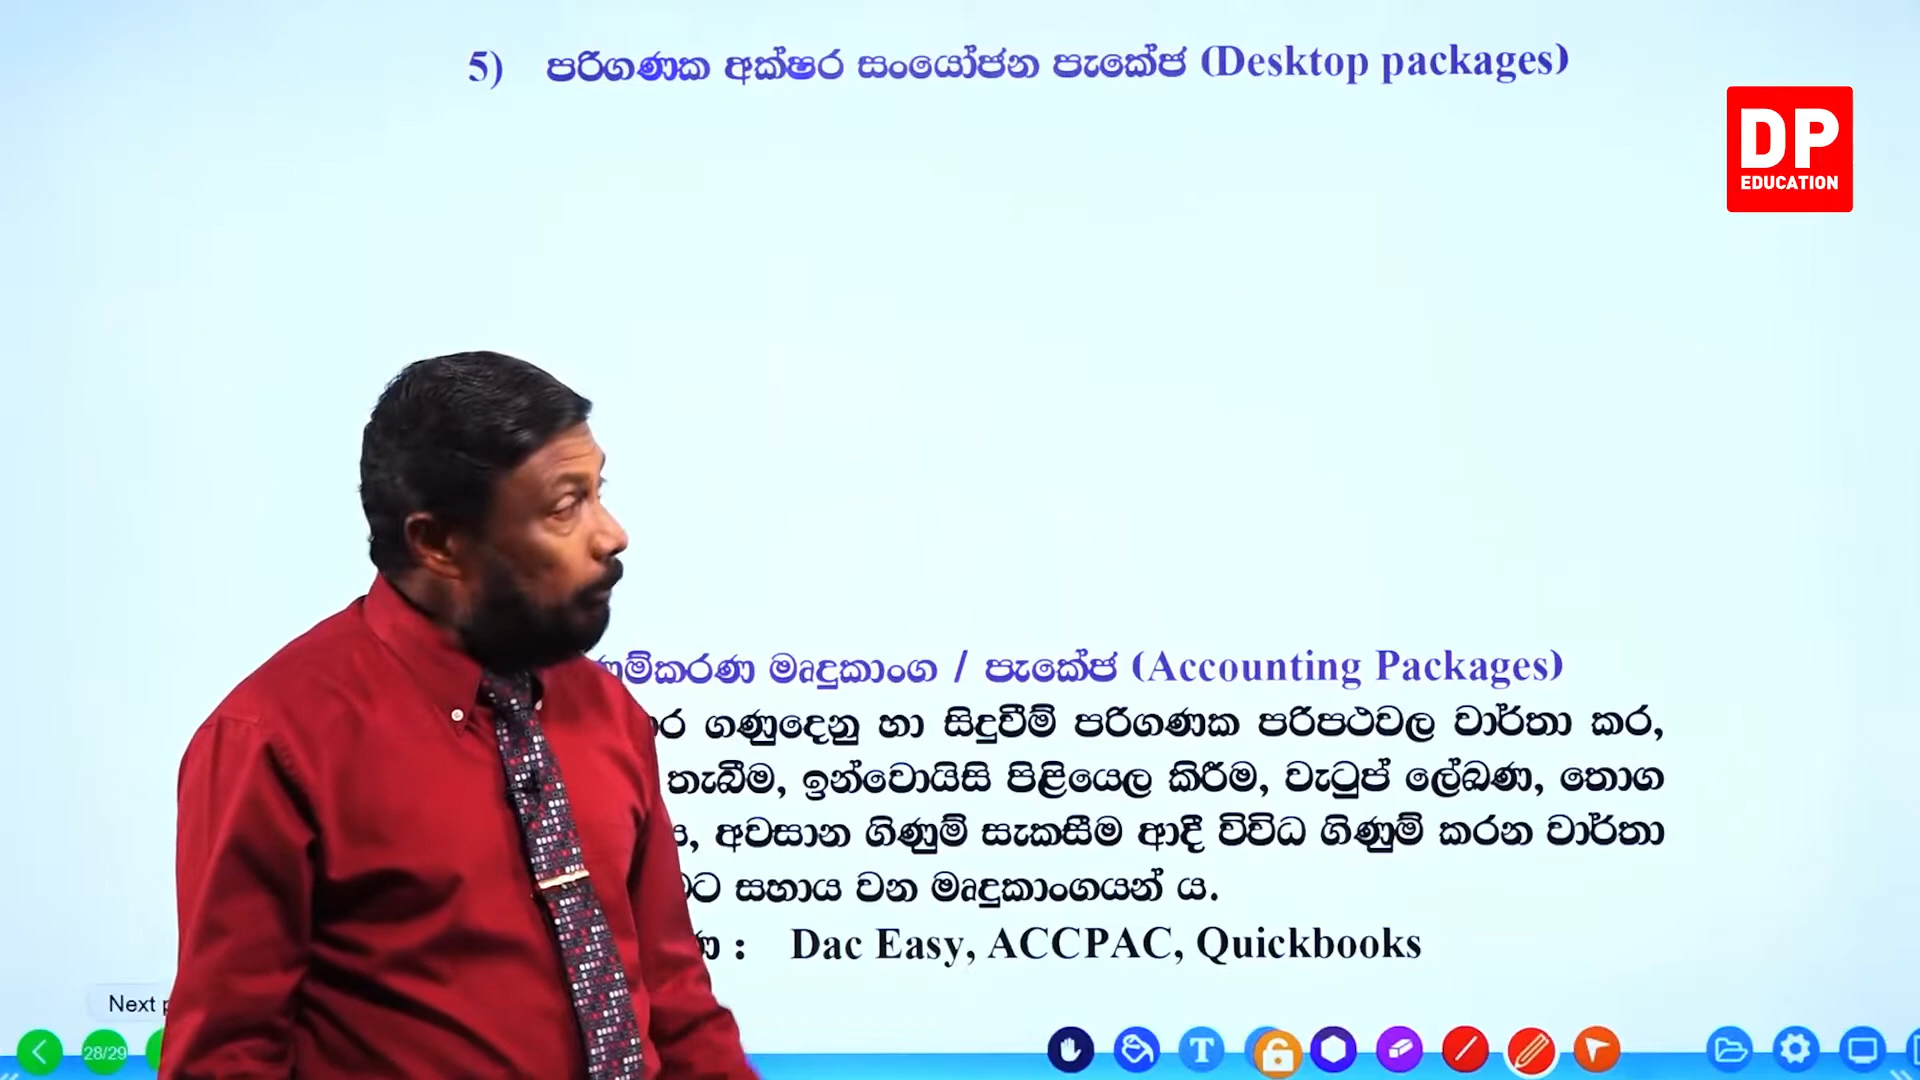 5) පරිගණක අක්ෂර සංයෝජන පැකේජ (Desktop packages)
DP
EDUCATION
මෘදුකාංග / පැකේජ (Accounting Packages)
ගණුදෙනු හා සිදුවීම් පරිගණක පරිපථවල වාර්තා කර,
තැබීම, ඉන්වොයිසි පිළියෙල කිරීම, වැටුප් ලේඛණ, තොග
අවසාන ගිණුම් සැකසීම ආදී විවිධ ගිණුම් කරන වාර්තා
සහාය වන මෘදුකාංගයන් ය.
: Dac Easy, ACCPAC, Quickbooks
Next
28/29
T